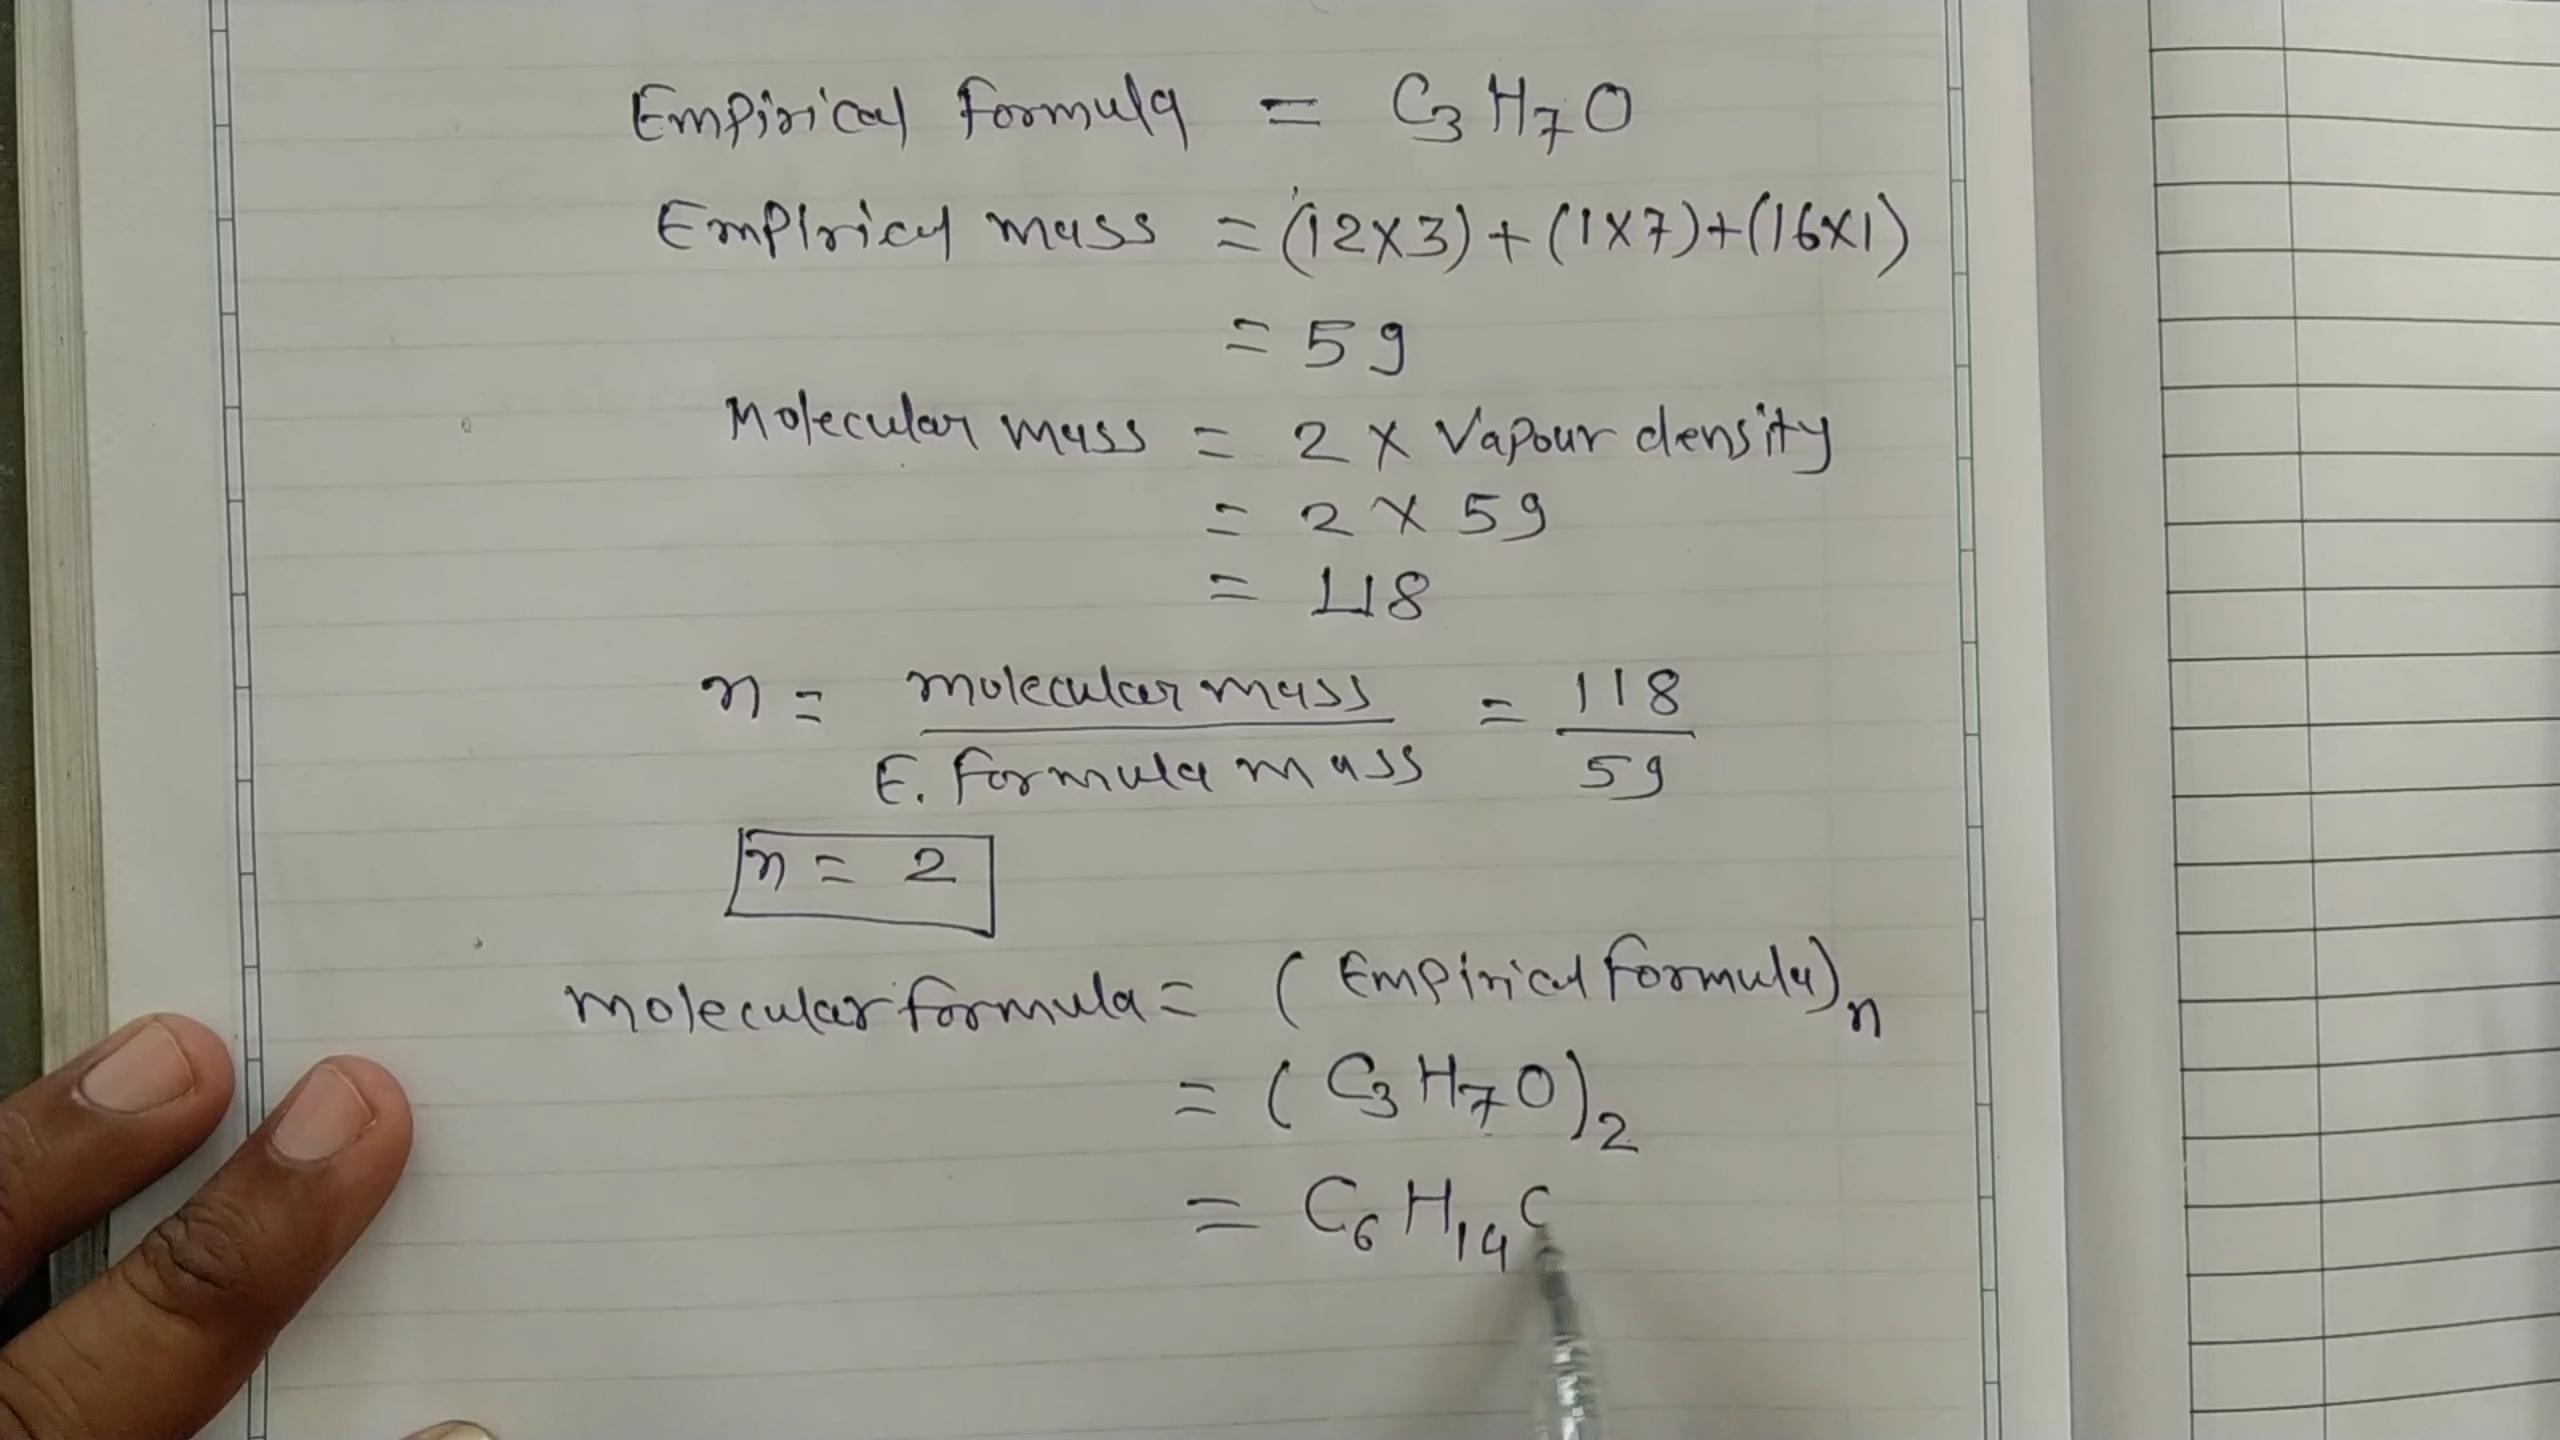 Empirical formula = C3H7O
Empirical mass = (12×3)+(1×7)+(16×1)
= 59
Molecular mass = 2 × Vapour density
= 2 × 59
= 118
n = molecular mass / E. formula mass = 118 / 59
n = 2
molecular formula = (Empirical formula)n
= (C3H7O)2
= C6H14